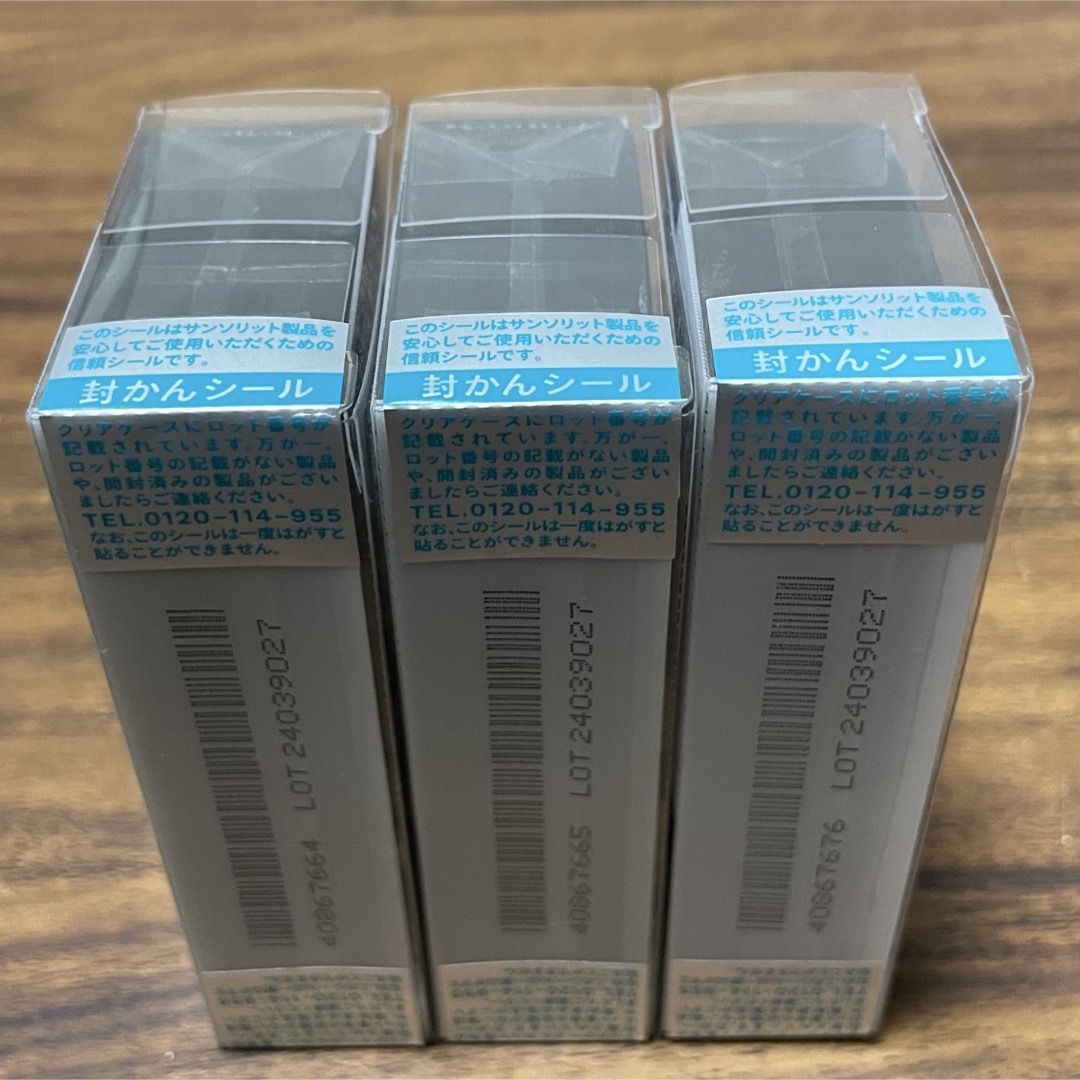 このシールはサンソリット製品を
安心してご使用いただくための
信頼シールです。
封かんシール
クリアケースにロット番号が
記載されています。万が一、
ロット番号の記載がない製品
や、開封済みの製品がござい
ましたらご連絡ください。
TEL.0120-114-955
なお、このシールは一度はがすと
貼ることができません。
40867664 LOT 24039027
このシールはサンソリット製品を
安心してご使用いただくための
信頼シールです。
封かんシール
クリアケースにロット番号が
記載されています。万が一、
ロット番号の記載がない製品
や、開封済みの製品がござい
ましたらご連絡ください。
TEL.0120-114-955
なお、このシールは一度はがすと
貼ることができません。
40867665 LOT 24039027
このシールはサンソリット製品を
安心してご使用いただくための
信頼シールです。
封かんシール
クリアケースにロット番号が
記載されています。万が一、
ロット番号の記載がない製品
や、開封済みの製品がござい
ましたらご連絡ください。
TEL.0120-114-955
なお、このシールは一度はがすと
貼ることができません。
40867676 LOT 24039027